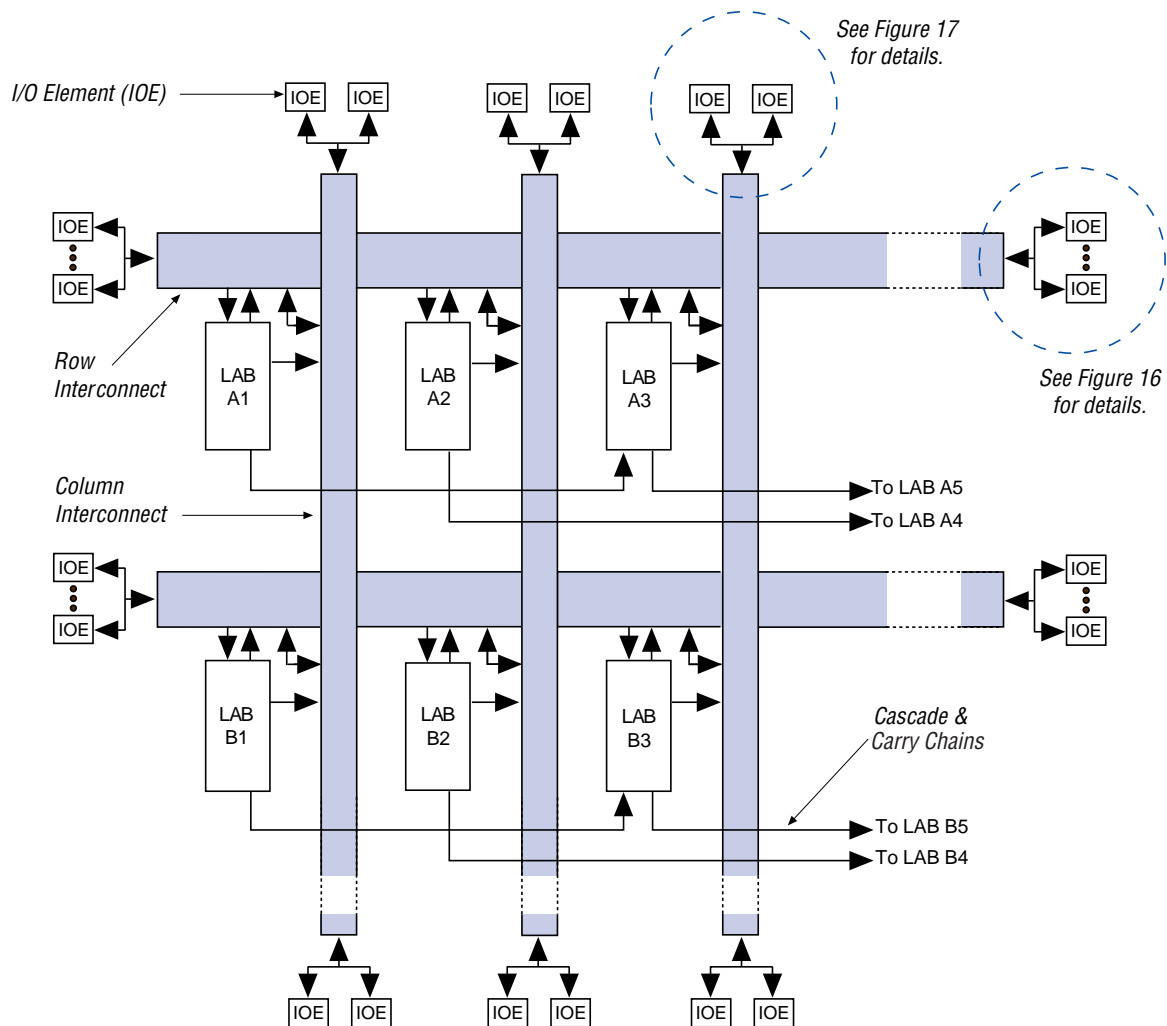 See Figure 17
for details.
I/O Element (IOE)
IOE IOE IOE IOE IOE IOE
IOE IOE
IOE IOE
Row
Interconnect
LAB
A1
LAB
A2
LAB
A3
See Figure 16
for details.
Column
Interconnect
To LAB A5
To LAB A4
IOE IOE
IOE IOE
LAB
B1
LAB
B2
LAB
B3
Cascade &
Carry Chains
To LAB B5
To LAB B4
IOE IOE IOE IOE IOE IOE